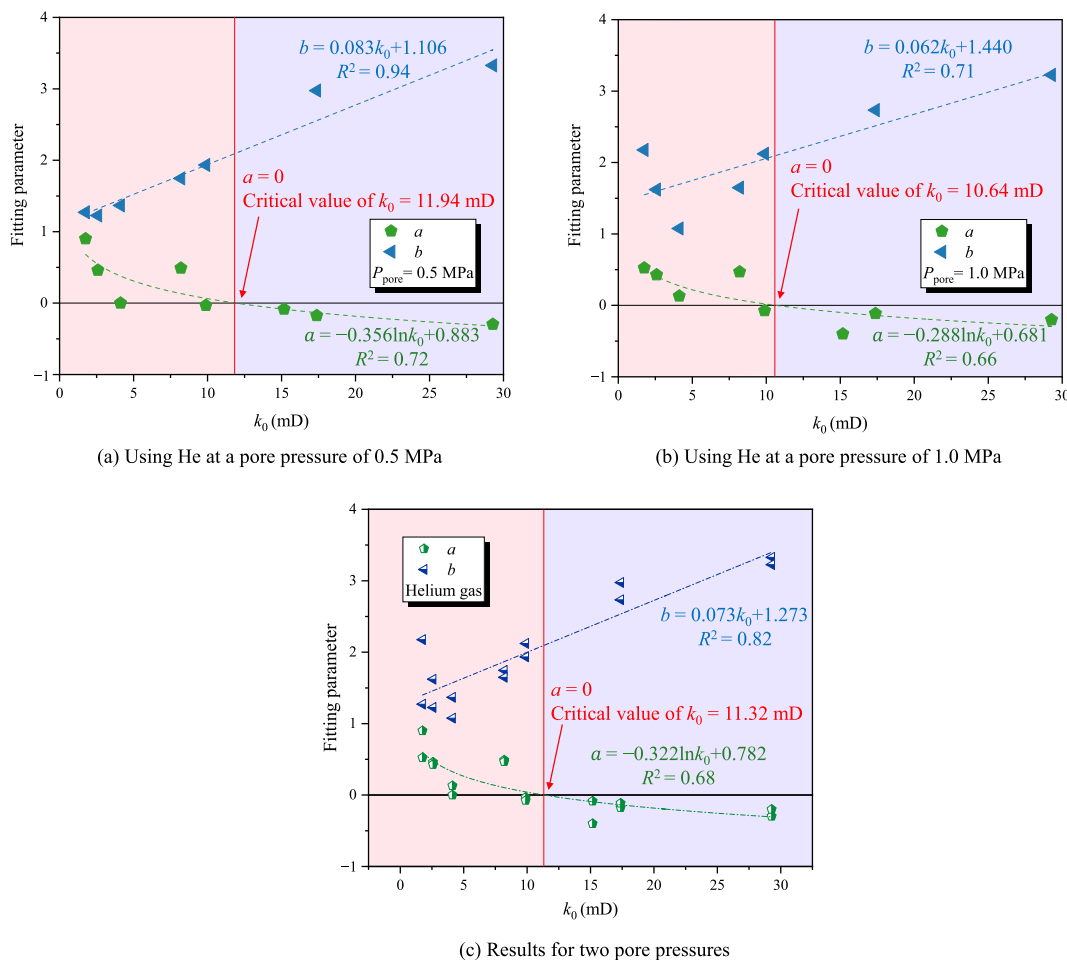 4
3
2
1
0
−1
Fitting parameter
b = 0.083k₀+1.106
R² = 0.94
a = 0
Critical value of k₀ = 11.94 mD
a
b
Ppore = 0.5 MPa
a = −0.356lnk₀+0.883
R² = 0.72
0 5 10 15 20 25 30
k₀ (mD)
(a) Using He at a pore pressure of 0.5 MPa
4
3
2
1
0
−1
Fitting parameter
b = 0.062k₀+1.440
R² = 0.71
a = 0
Critical value of k₀ = 10.64 mD
a
b
Ppore = 1.0 MPa
a = −0.288lnk₀+0.681
R² = 0.66
0 5 10 15 20 25 30
k₀ (mD)
(b) Using He at a pore pressure of 1.0 MPa
4
3
2
1
0
−1
Fitting parameter
a
b
Helium gas
b = 0.073k₀+1.273
R² = 0.82
a = 0
Critical value of k₀ = 11.32 mD
a = −0.322lnk₀+0.782
R² = 0.68
0 5 10 15 20 25 30
k₀ (mD)
(c) Results for two pore pressures